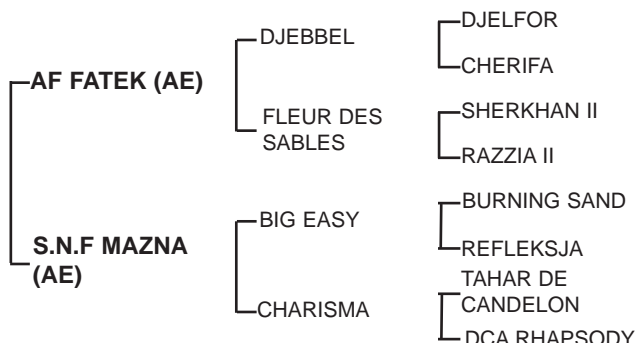 AF FATEK (AE)
DJEBBEL
DJELFOR
CHERIFA
FLEUR DES
SABLES
SHERKHAN II
RAZZIA II
S.N.F MAZNA
(AE)
BIG EASY
BURNING SAND
REFLEKSJA
CHARISMA
TAHAR DE
CANDELON
DCA RHAPSODY